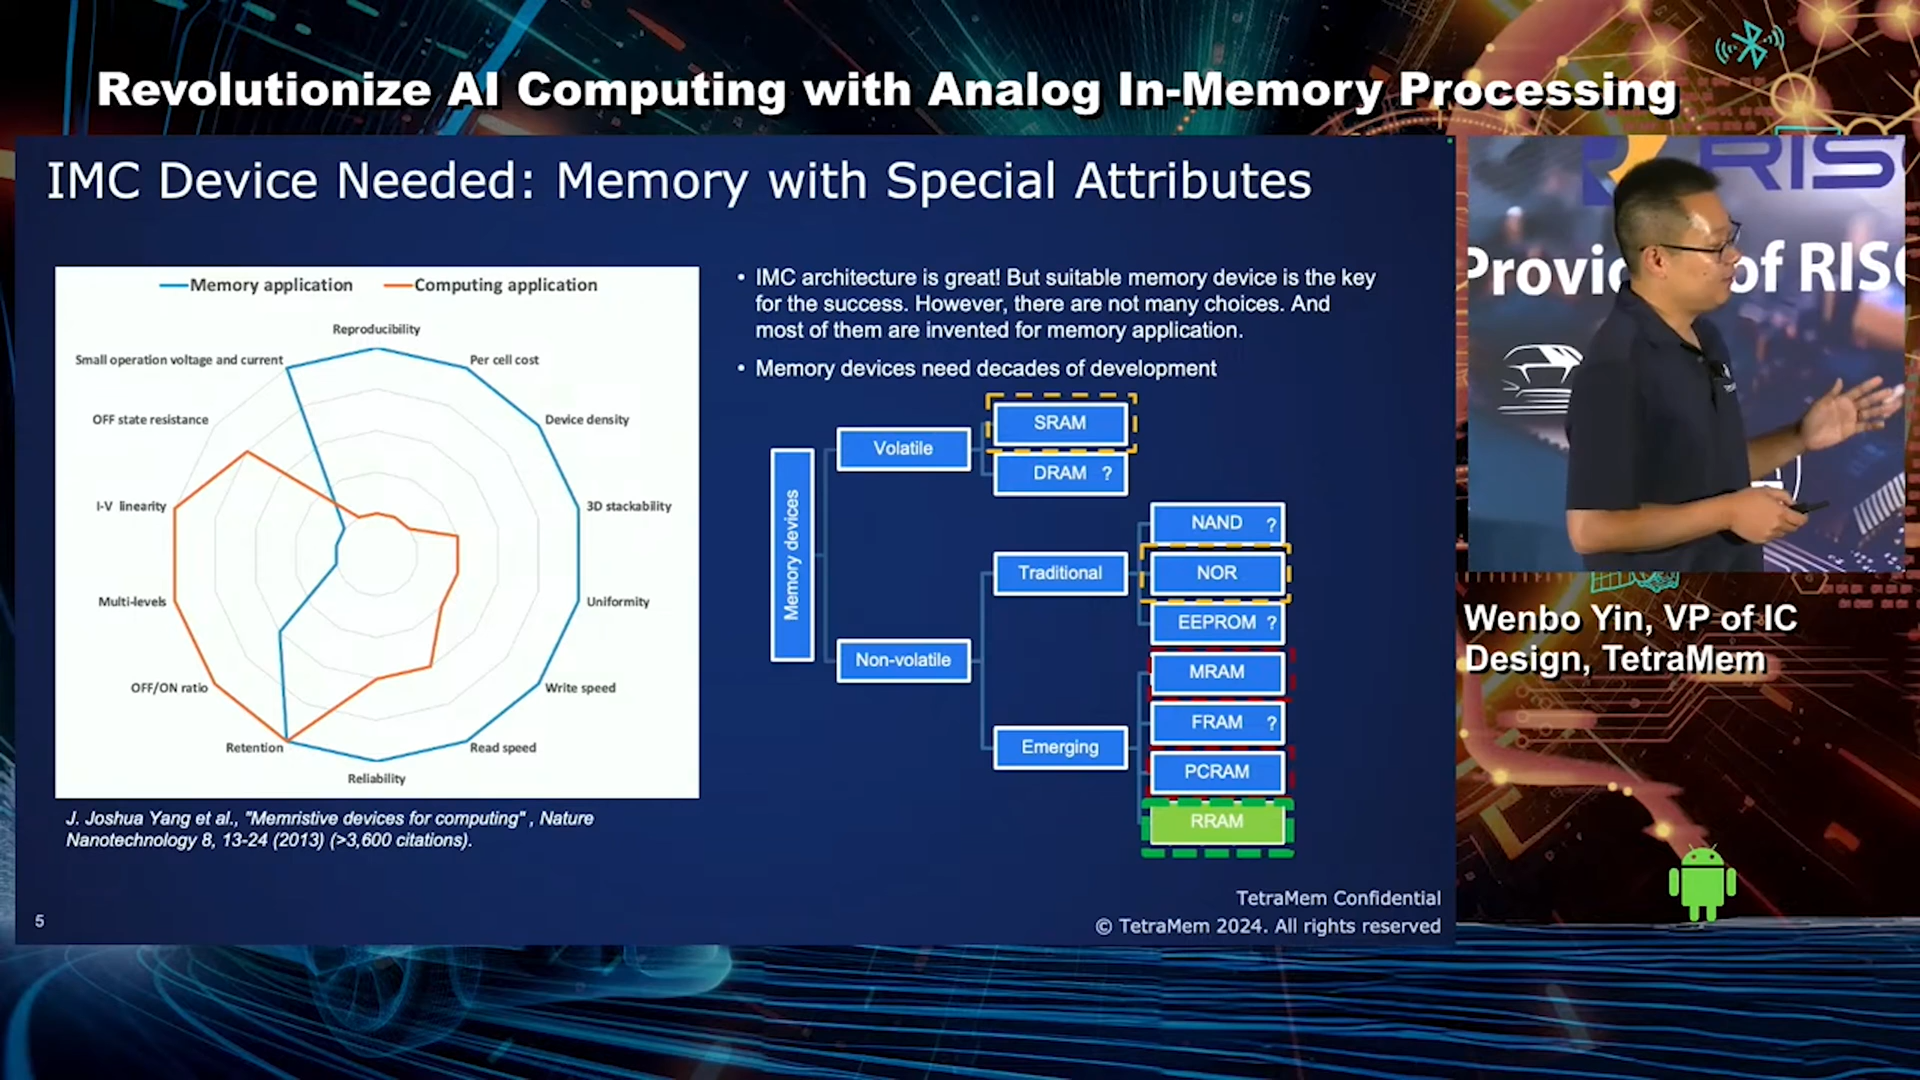 Revolutionize AI Computing with Analog In-Memory Processing
IMC Device Needed: Memory with Special Attributes
Memory application
Computing application
Reproducibility
Per cell cost
Device density
3D stackability
Uniformity
Write speed
Read speed
Reliability
Retention
OFF/ON ratio
Multi-levels
I-V linearity
OFF state resistance
Small operation voltage and current
J. Joshua Yang et al., "Memristive devices for computing" , Nature
Nanotechnology 8, 13-24 (2013) (>3,600 citations).
• IMC architecture is great! But suitable memory device is the key
for the success. However, there are not many choices. And
most of them are invented for memory application.
• Memory devices need decades of development
Memory devices
Volatile
SRAM
DRAM ?
Non-volatile
Traditional
NAND ?
NOR
EEPROM ?
Emerging
MRAM
FRAM ?
PCRAM
RRAM
5
TetraMem Confidential
© TetraMem 2024. All rights reserved
RIS
Provi of RIS
Wenbo Yin, VP of IC
Design, TetraMem